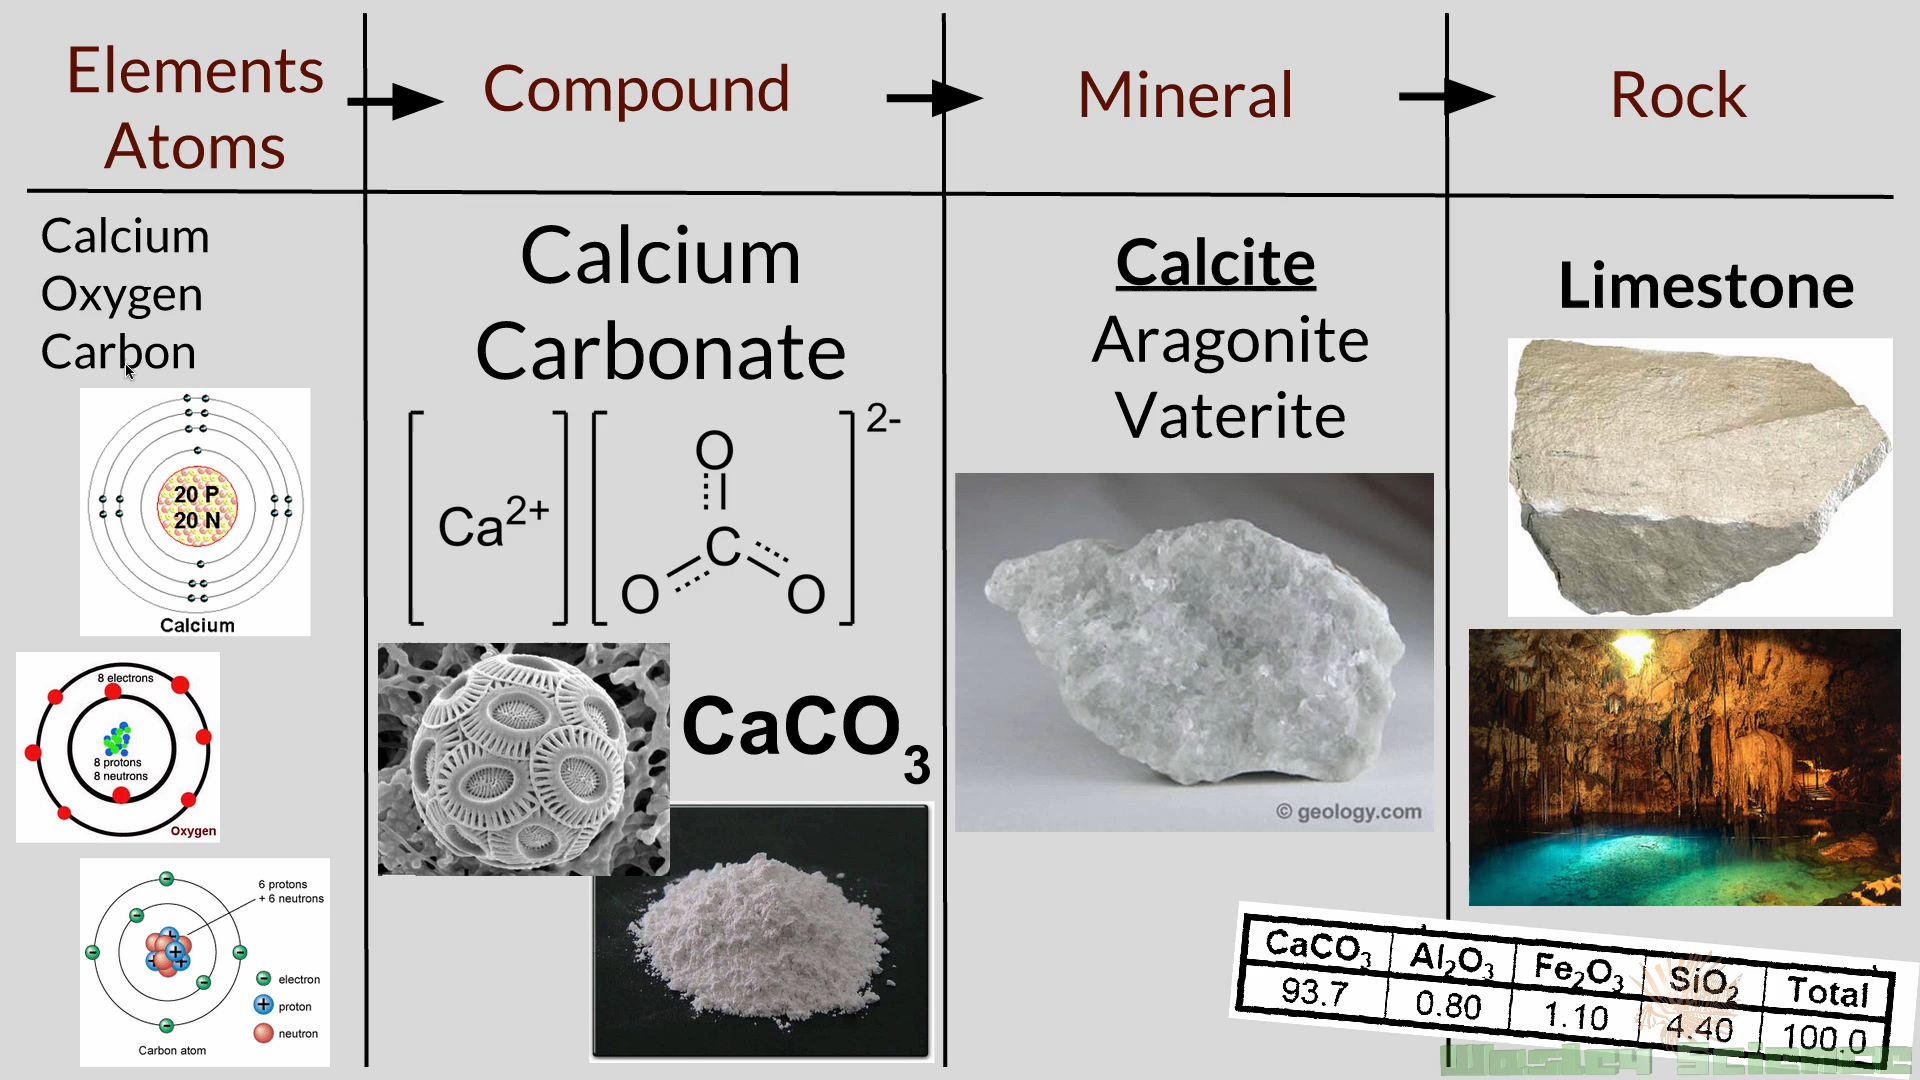 Elements
Atoms
Compound
Mineral
Rock
Calcium
Oxygen
Carbon
20 P
20 N
Calcium
8 electrons
8 protons
8 neutrons
Oxygen
6 protons
+ 6 neutrons
electron
proton
neutron
Carbon atom
Calcium
Carbonate
[Ca²⁺] [
O
C
O O
]²⁻
CaCO₃
Calcite
Aragonite
Vaterite
© geology.com
Limestone
CaCO₃ Al₂O₃ Fe₂O₃ SiO₂ Total
93.7 0.80 1.10 4.40 100.0
Wasley Science